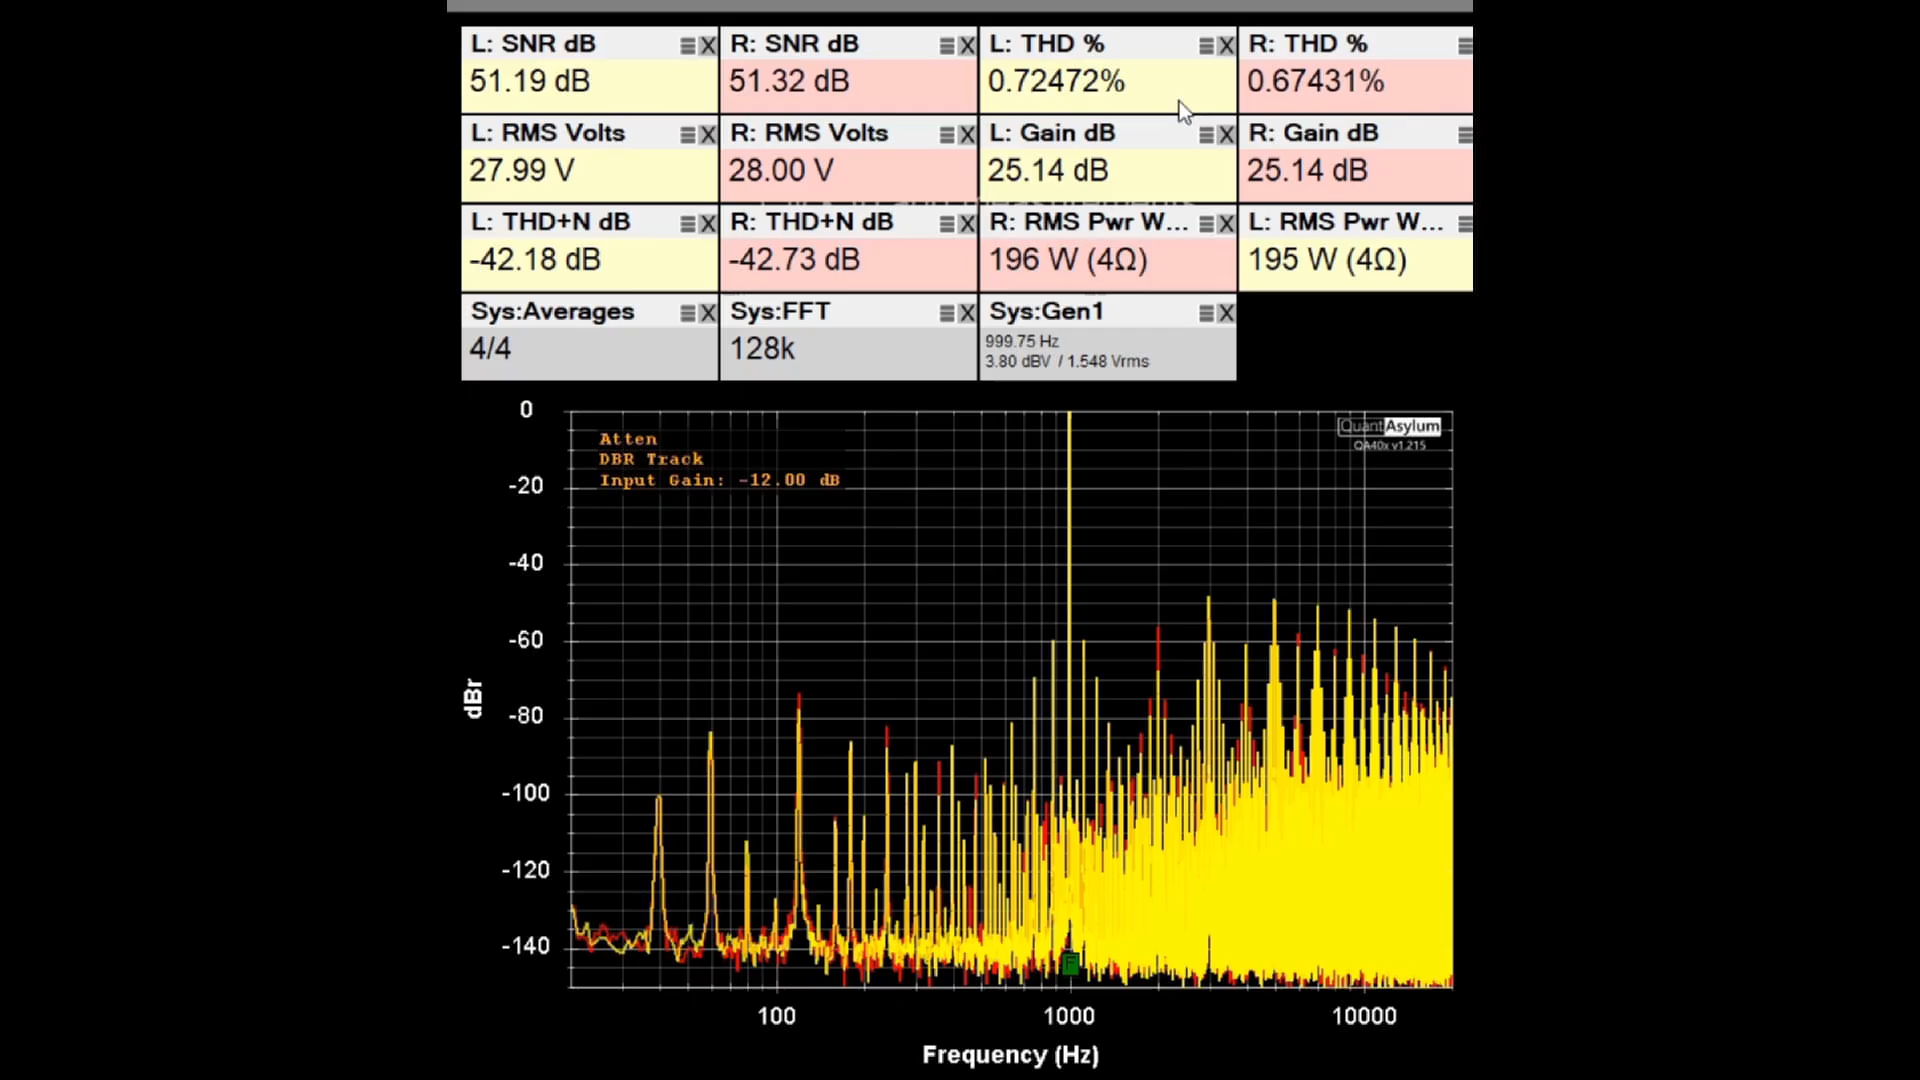 L: SNR dB
R: SNR dB
L: THD %
R: THD %
51.19 dB
51.32 dB
0.72472%
0.67431%
L: RMS Volts
R: RMS Volts
L: Gain dB
R: Gain dB
27.99 V
28.00 V
25.14 dB
25.14 dB
L: THD+N dB
R: THD+N dB
R: RMS Pwr W...
L: RMS Pwr W...
-42.18 dB
-42.73 dB
196 W (4Ω)
195 W (4Ω)
Sys:Averages
Sys:FFT
Sys:Gen1
4/4
128k
999.75 Hz
3.80 dBV / 1.548 Vrms
0
-20
-40
-60
-80
-100
-120
-140
dBr
Atten
DBR Track
Input Gain: -12.00 dB
QuantAsylum
QA40x v1.215
F
100
1000
10000
Frequency (Hz)